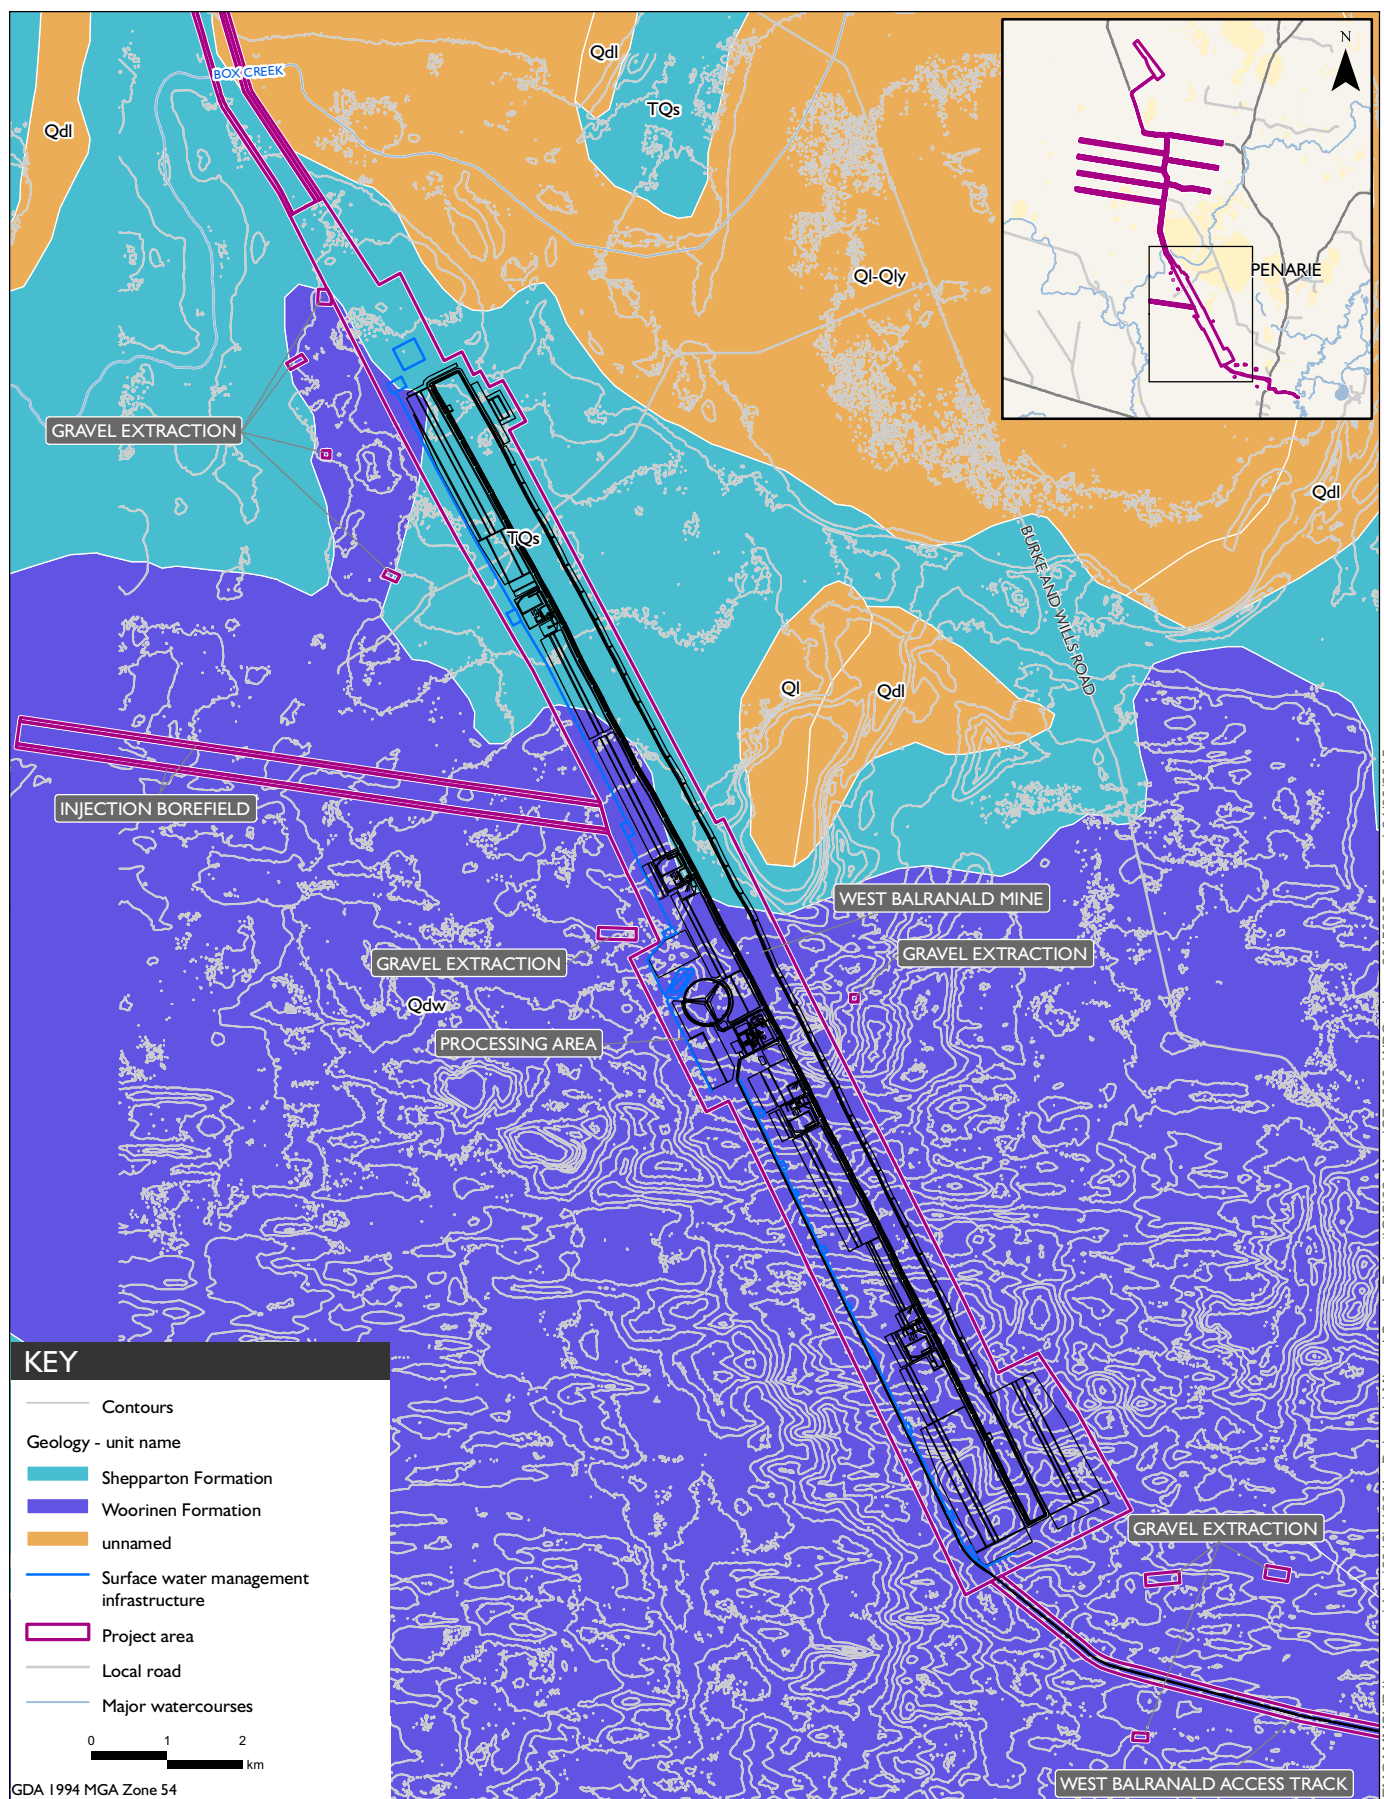 BOX CREEK
Qdl
TQs
N
Qdl
PENARIE
Ql-Qly
GRAVEL EXTRACTION
Qdl
TQs
BURKE AND WILLS ROAD
Ql
Qdl
INJECTION BOREFIELD
WEST BALRANALD MINE
GRAVEL EXTRACTION
GRAVEL EXTRACTION
Qdw
PROCESSING AREA
GRAVEL EXTRACTION
WEST BALRANALD ACCESS TRACK
KEY
Contours
Geology - unit name
Shepparton Formation
Woorinen Formation
unnamed
Surface water management
infrastructure
Project area
Local road
Major watercourses
0 2
1 km
GDA 1994 MGA Zone 54